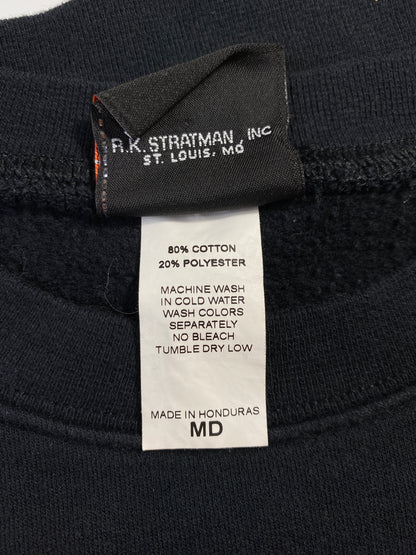 R.K. STRATMAN, INC
ST. LOUIS, MO
80% COTTON
20% POLYESTER
MACHINE WASH
IN COLD WATER
WASH COLORS
SEPARATELY
NO BLEACH
TUMBLE DRY LOW
MADE IN HONDURAS
MD